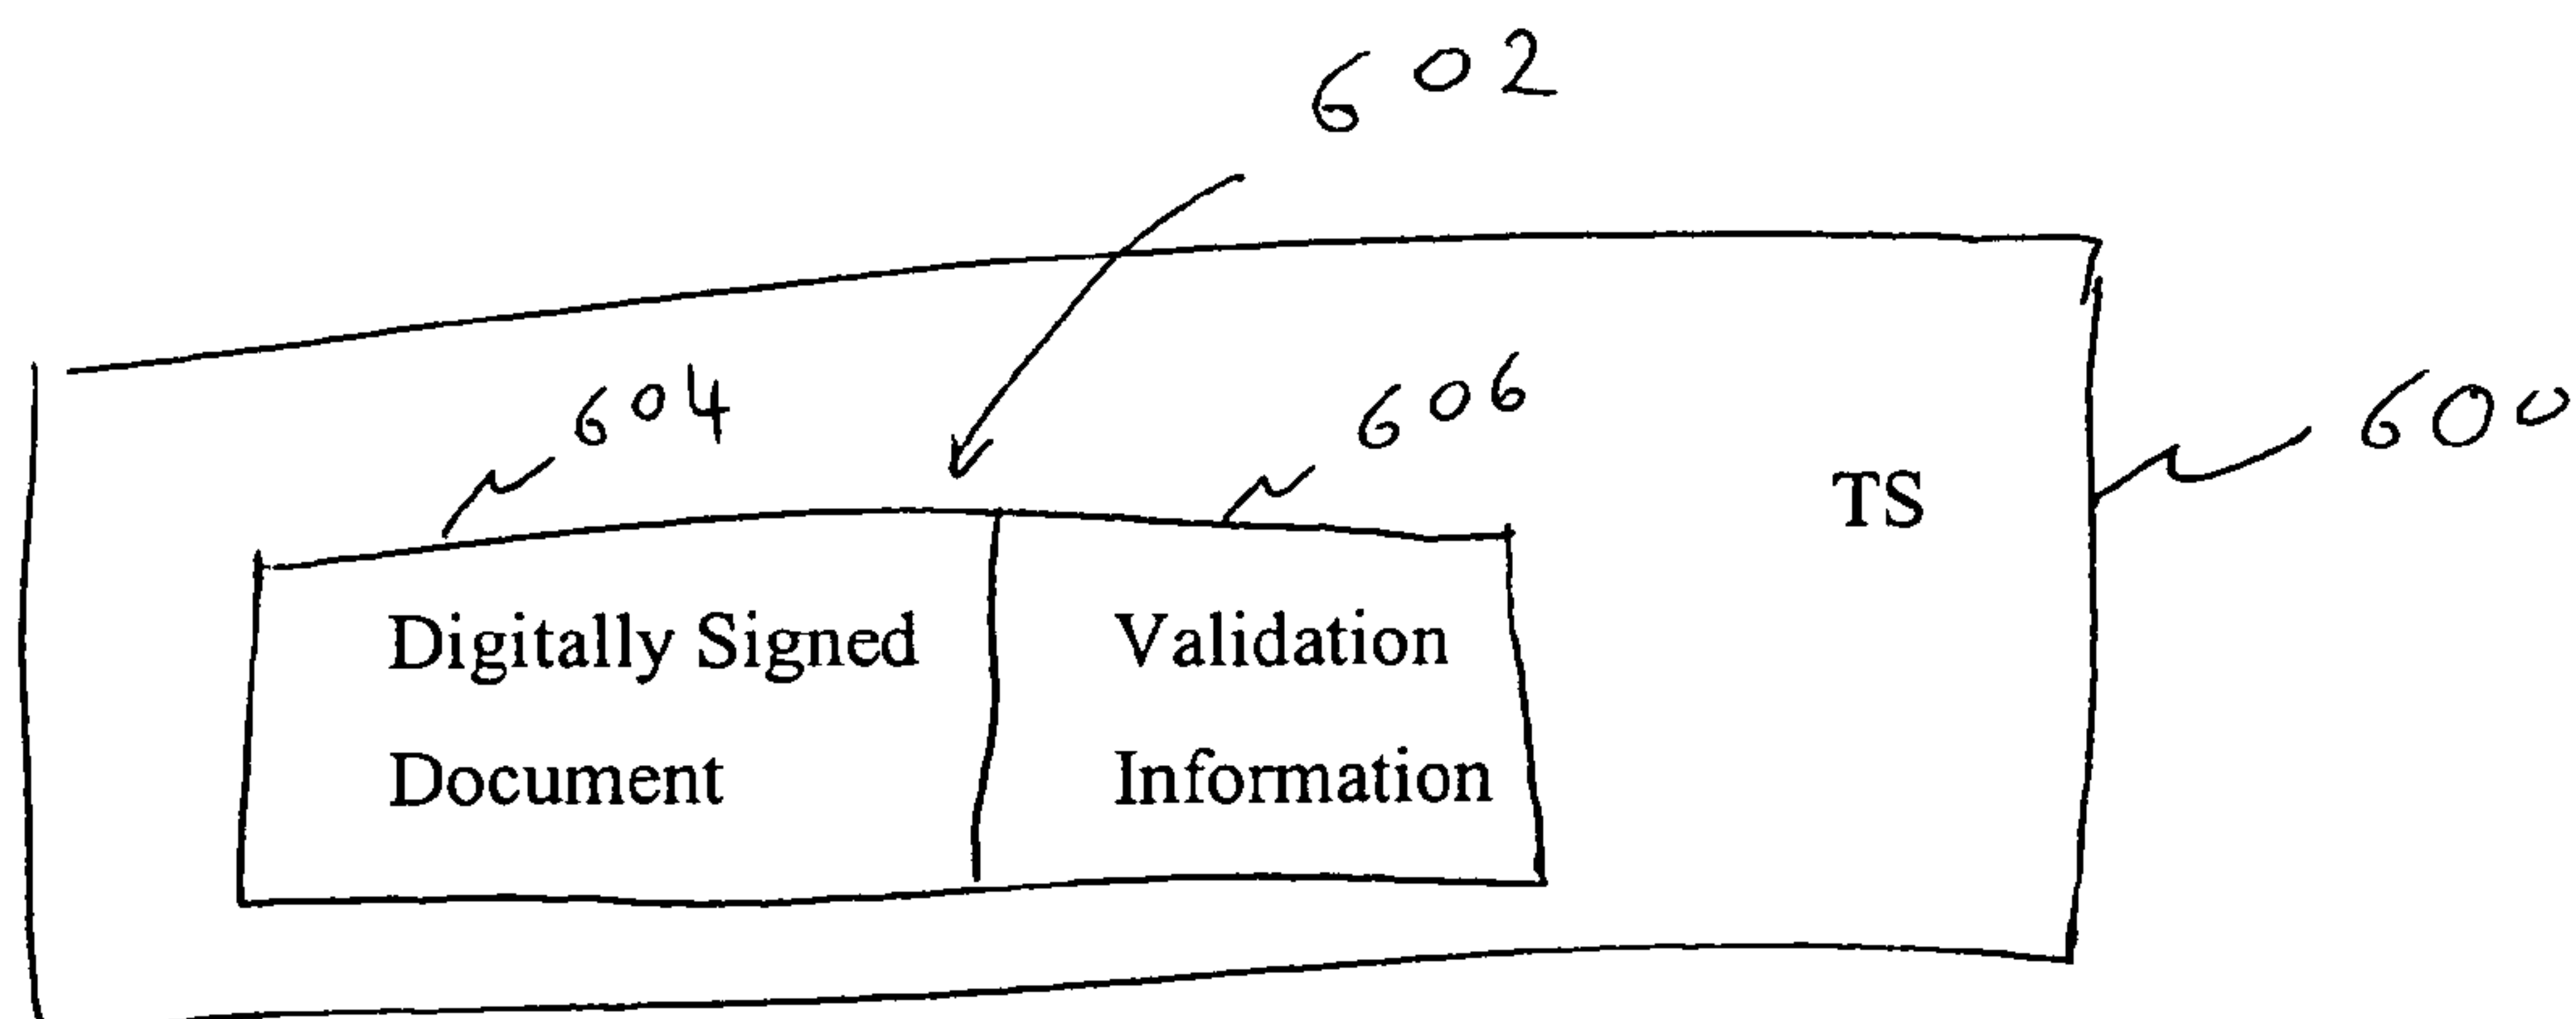 602
604
606
600
TS
Digitally Signed
Document
Validation
Information